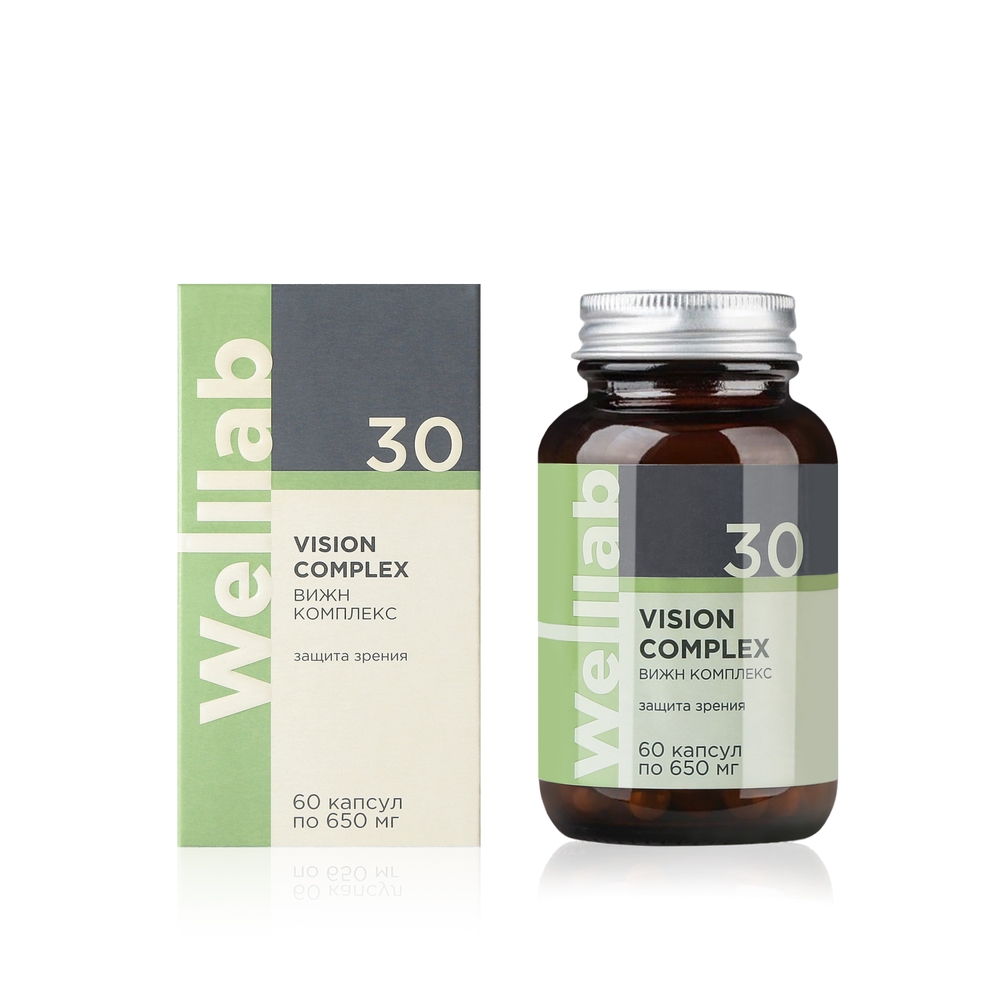 welllab
30
VISION
COMPLEX
ВИЖН
КОМПЛЕКС
защита зрения
60 капсул
по 650 мг
welllab
30
VISION
COMPLEX
ВИЖН КОМПЛЕКС
защита зрения
60 капсул
по 650 мг